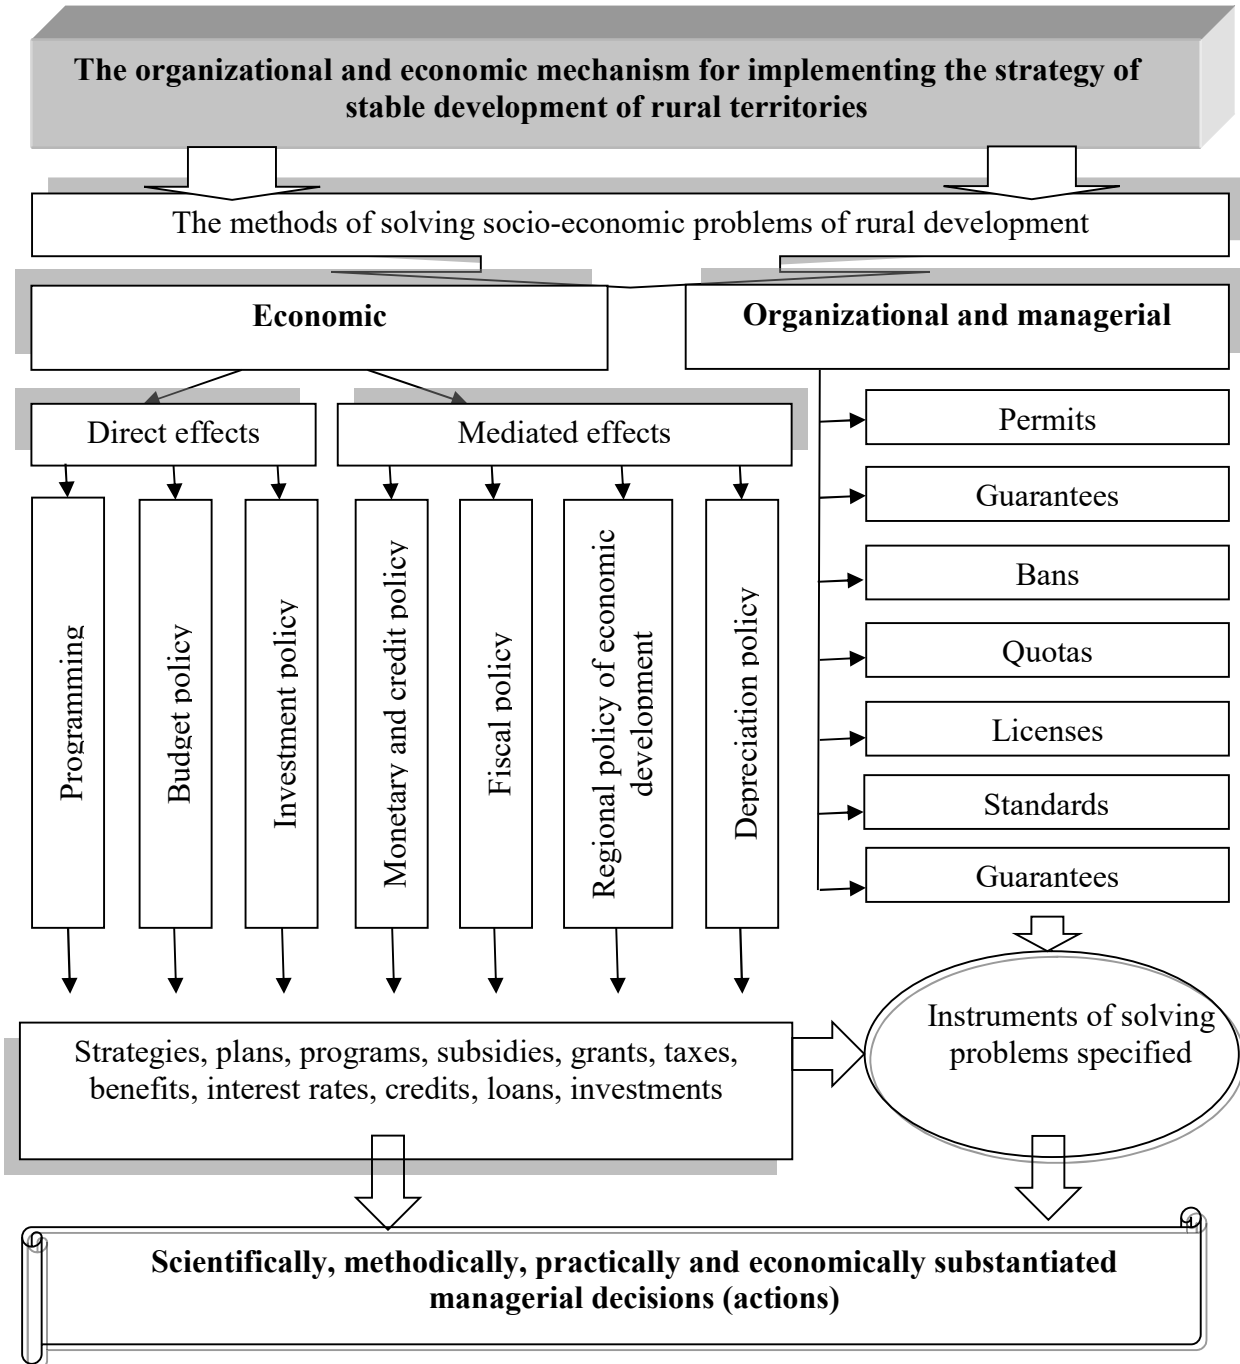 The organizational and economic mechanism for implementing the strategy of
stable development of rural territories
The methods of solving socio-economic problems of rural development
Economic
Organizational and managerial
Direct effects
Mediated effects
Programming
Budget policy
Investment policy
Monetary and credit policy
Fiscal policy
Regional policy of economic
development
Depreciation policy
Permits
Guarantees
Bans
Quotas
Licenses
Standards
Guarantees
Strategies, plans, programs, subsidies, grants, taxes,
benefits, interest rates, credits, loans, investments
Instruments of solving
problems specified
Scientifically, methodically, practically and economically substantiated
managerial decisions (actions)